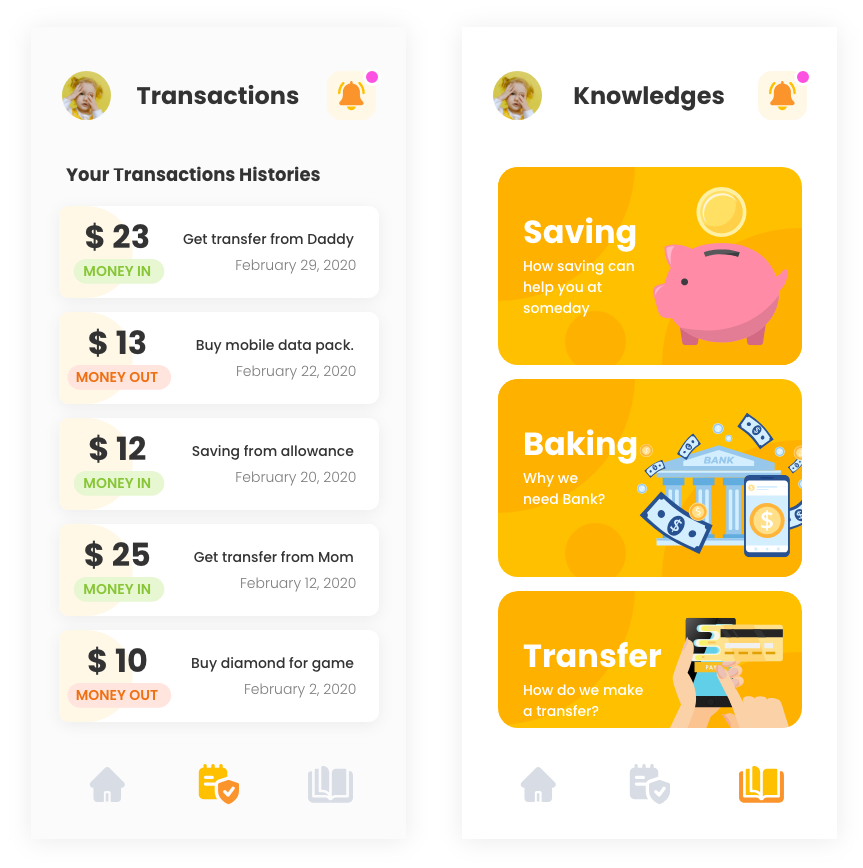 Transactions
Your Transactions Histories
$ 23
Get transfer from Daddy
MONEY IN
February 29, 2020
$ 13
Buy mobile data pack.
MONEY OUT
February 22, 2020
$ 12
Saving from allowance
MONEY IN
February 20, 2020
$ 25
Get transfer from Mom
MONEY IN
February 12, 2020
$ 10
Buy diamond for game
MONEY OUT
February 2, 2020
Knowledges
Saving
How saving can
help you at
someday
Baking
Why we
need Bank?
BANK
$
$
$
$
Transfer
How do we make
a transfer?